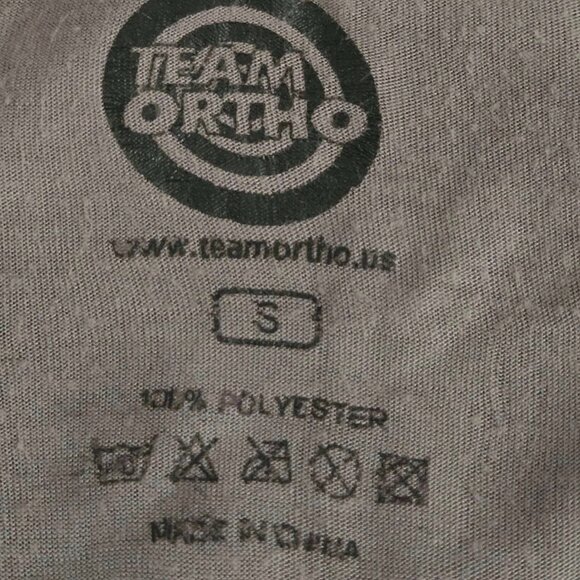 TEAM
ORTHO
www.teamortho.us
S
100% POLYESTER
MADE IN CHINA